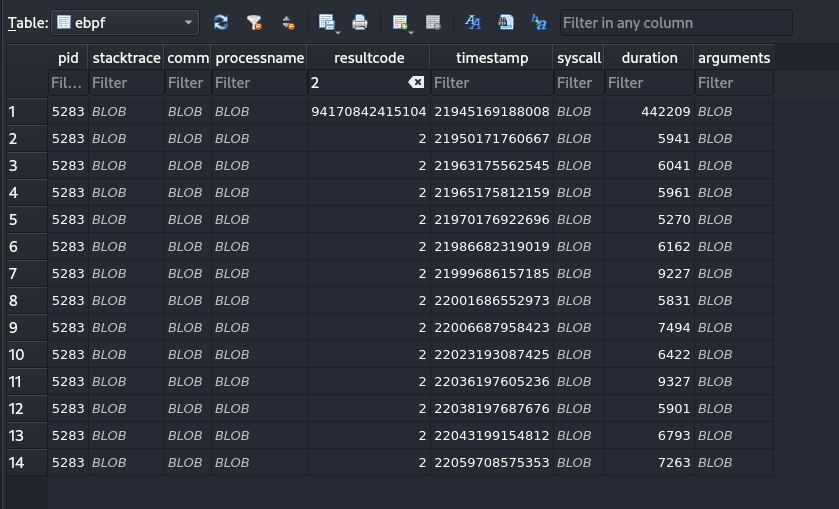 Table: ebpf Filter in any column
pid stacktrace comm processname resultcode timestamp syscall duration arguments
Fil... Filter Filter Filter 2 Filter Filter Filter Filter
1 5283 BLOB BLOB BLOB 94170842415104 21945169188008 BLOB 442209 BLOB
2 5283 BLOB BLOB BLOB 2 21950171760667 BLOB 5941 BLOB
3 5283 BLOB BLOB BLOB 2 21963175562545 BLOB 6041 BLOB
4 5283 BLOB BLOB BLOB 2 21965175812159 BLOB 5961 BLOB
5 5283 BLOB BLOB BLOB 2 21970176922696 BLOB 5270 BLOB
6 5283 BLOB BLOB BLOB 2 21986682319019 BLOB 6162 BLOB
7 5283 BLOB BLOB BLOB 2 21999686157185 BLOB 9227 BLOB
8 5283 BLOB BLOB BLOB 2 22001686552973 BLOB 5831 BLOB
9 5283 BLOB BLOB BLOB 2 22006687958423 BLOB 7494 BLOB
10 5283 BLOB BLOB BLOB 2 22023193087425 BLOB 6422 BLOB
11 5283 BLOB BLOB BLOB 2 22036197605236 BLOB 9327 BLOB
12 5283 BLOB BLOB BLOB 2 22038197687676 BLOB 5901 BLOB
13 5283 BLOB BLOB BLOB 2 22043199154812 BLOB 6793 BLOB
14 5283 BLOB BLOB BLOB 2 22059708575353 BLOB 7263 BLOB